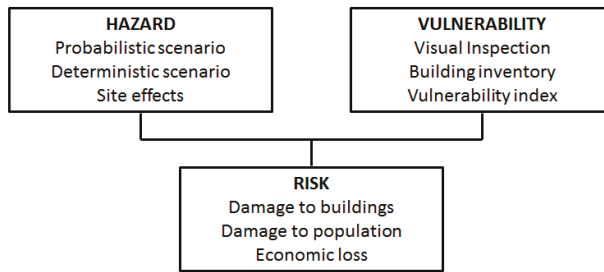 HAZARD
Probabilistic scenario
Deterministic scenario
Site effects
VULNERABILITY
Visual Inspection
Building inventory
Vulnerability index
RISK
Damage to buildings
Damage to population
Economic loss